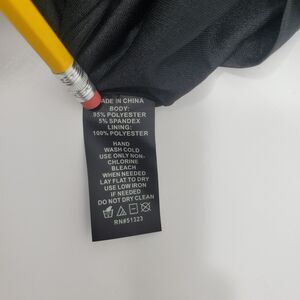 MADE IN CHINA
BODY:
95% POLYESTER
5% SPANDEX
LINING:
100% POLYESTER
HAND
WASH COLD
USE ONLY NON-
CHLORINE
BLEACH
WHEN NEEDED
LAY FLAT TO DRY
USE LOW IRON
IF NEEDED
DO NOT DRY CLEAN
RN#51323